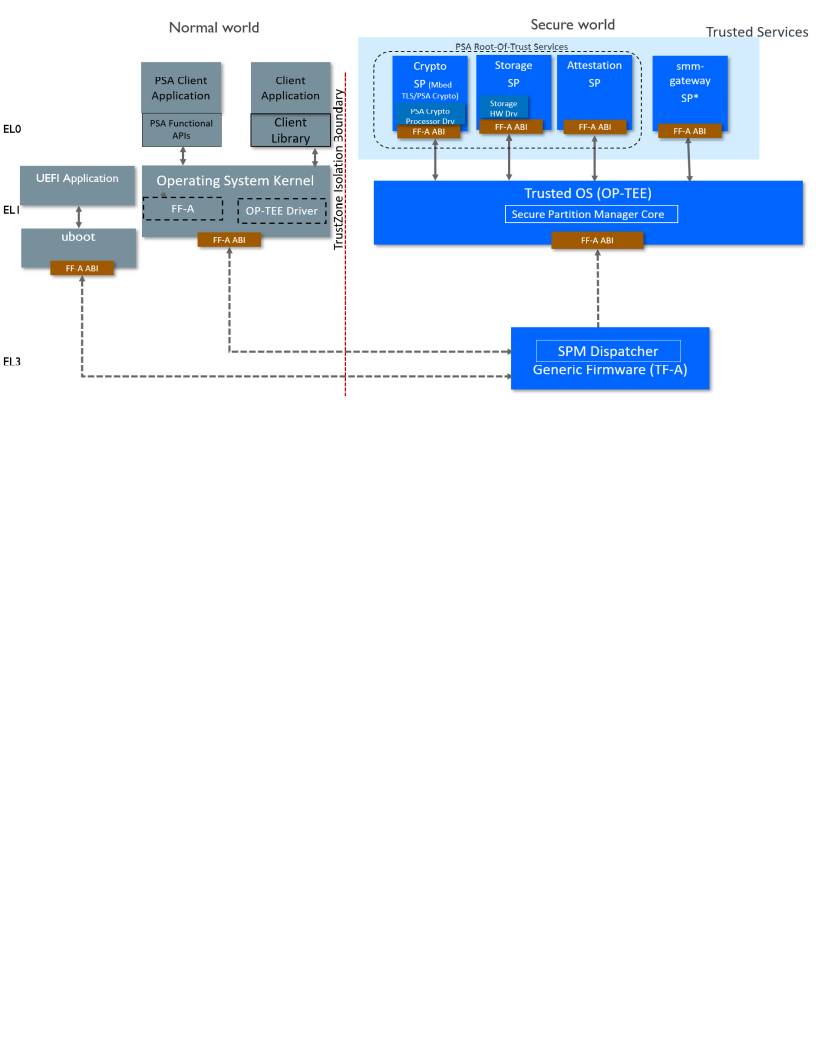 Normal world
Secure world
Trusted Services
PSA Root-Of-Trust Services
PSA Client
Application
PSA Functional
APIs
Client
Application
Client
Library
TrustZone Isolation Boundary
Crypto
SP (Mbed
TLS/PSA Crypto)
PSA Crypto
Processor Drv
FF-A ABI
Storage
SP
Storage
HW Drv
FF-A ABI
Attestation
SP
FF-A ABI
smm-
gateway
SP*
FF-A ABI
EL0
UEFI Application
Operating System Kernel
FF-A
OP-TEE Driver
FF-A ABI
Trusted OS (OP-TEE)
Secure Partition Manager Core
FF-A ABI
EL1
uboot
FF-A ABI
SPM Dispatcher
Generic Firmware (TF-A)
EL3